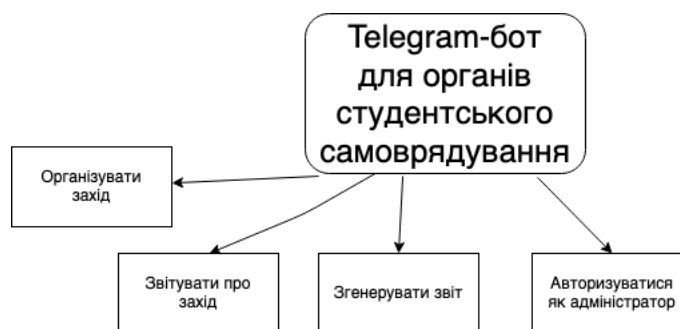 Telegram-бот
для органів
студентського
самоврядування
Організувати
захід
Звітувати про
захід
Згенерувати звіт
Авторизуватися
як адміністратор